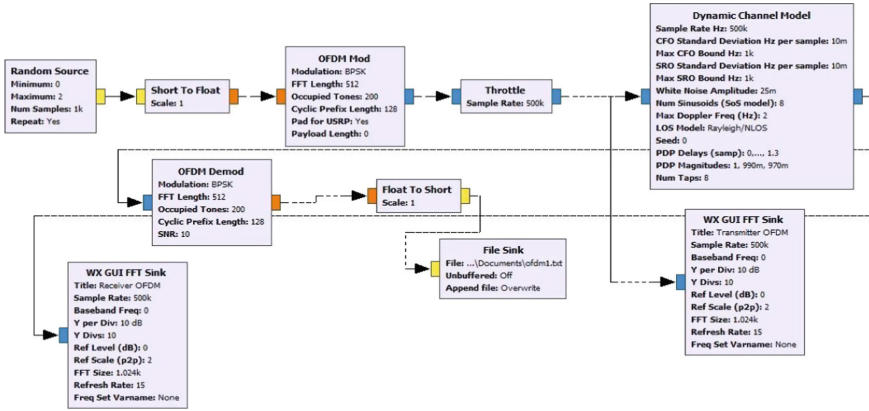 Random Source
Minimum: 0
Maximum: 2
Num Samples: 1k
Repeat: Yes
Short To Float
Scale: 1
OFDM Mod
Modulation: BPSK
FFT Length: 512
Occupied Tones: 200
Cyclic Prefix Length: 128
Pad for USRP: Yes
Payload Length: 0
Throttle
Sample Rate: 500k
Dynamic Channel Model
Sample Rate Hz: 500k
CFO Standard Deviation Hz per sample: 10m
Max CFO Bound Hz: 1k
SRO Standard Deviation Hz per sample: 10m
Max SRO Bound Hz: 1k
White Noise Amplitude: 25m
Num Sinusoids (SoS model): 8
Max Doppler Freq (Hz): 2
LOS Model: Rayleigh/NLOS
Seed: 0
PDP Delays (samp): 0,..., 1.3
PDP Magnitudes: 1, 990m, 970m
Num Taps: 8
OFDM Demod
Modulation: BPSK
FFT Length: 512
Occupied Tones: 200
Cyclic Prefix Length: 128
SNR: 10
Float To Short
Scale: 1
File Sink
File: ...\Documents\ofdm1.txt
Unbuffered: Off
Append file: Overwrite
WX GUI FFT Sink
Title: Transmitter OFDM
Sample Rate: 500k
Baseband Freq: 0
Y per Div: 10 dB
Y Divs: 10
Ref Level (dB): 0
Ref Scale (p2p): 2
FFT Size: 1.024k
Refresh Rate: 15
Freq Set Varname: None
WX GUI FFT Sink
Title: Receiver OFDM
Sample Rate: 500k
Baseband Freq: 0
Y per Div: 10 dB
Y Divs: 10
Ref Level (dB): 0
Ref Scale (p2p): 2
FFT Size: 1.024k
Refresh Rate: 15
Freq Set Varname: None